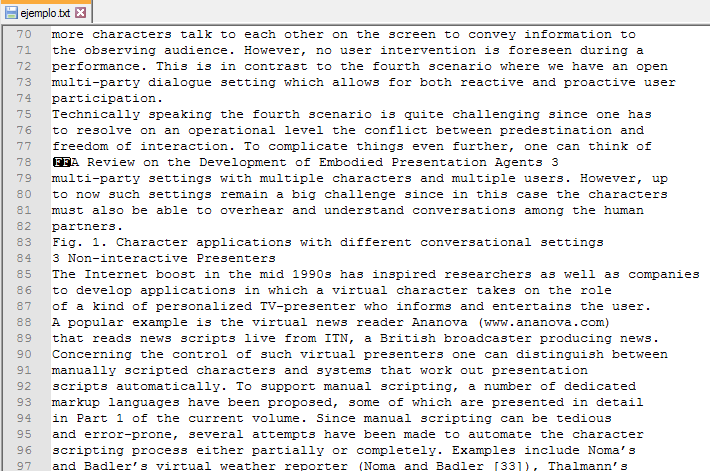 ejemplo.txt
70 more characters talk to each other on the screen to convey information to
71 the observing audience. However, no user intervention is foreseen during a
72 performance. This is in contrast to the fourth scenario where we have an open
73 multi-party dialogue setting which allows for both reactive and proactive user
74 participation.
75 Technically speaking the fourth scenario is quite challenging since one has
76 to resolve on an operational level the conflict between predestination and
77 freedom of interaction. To complicate things even further, one can think of
78 FFA Review on the Development of Embodied Presentation Agents 3
79 multi-party settings with multiple characters and multiple users. However, up
80 to now such settings remain a big challenge since in this case the characters
81 must also be able to overhear and understand conversations among the human
82 partners.
83 Fig. 1. Character applications with different conversational settings
84 3 Non-interactive Presenters
85 The Internet boost in the mid 1990s has inspired researchers as well as companies
86 to develop applications in which a virtual character takes on the role
87 of a kind of personalized TV-presenter who informs and entertains the user.
88 A popular example is the virtual news reader Ananova (www.ananova.com)
89 that reads news scripts live from ITN, a British broadcaster producing news.
90 Concerning the control of such virtual presenters one can distinguish between
91 manually scripted characters and systems that work out presentation
92 scripts automatically. To support manual scripting, a number of dedicated
93 markup languages have been proposed, some of which are presented in detail
94 in Part 1 of the current volume. Since manual scripting can be tedious
95 and error-prone, several attempts have been made to automate the character
96 scripting process either partially or completely. Examples include Noma’s
97 and Badler’s virtual weather reporter (Noma and Badler [33]), Thalmann’s